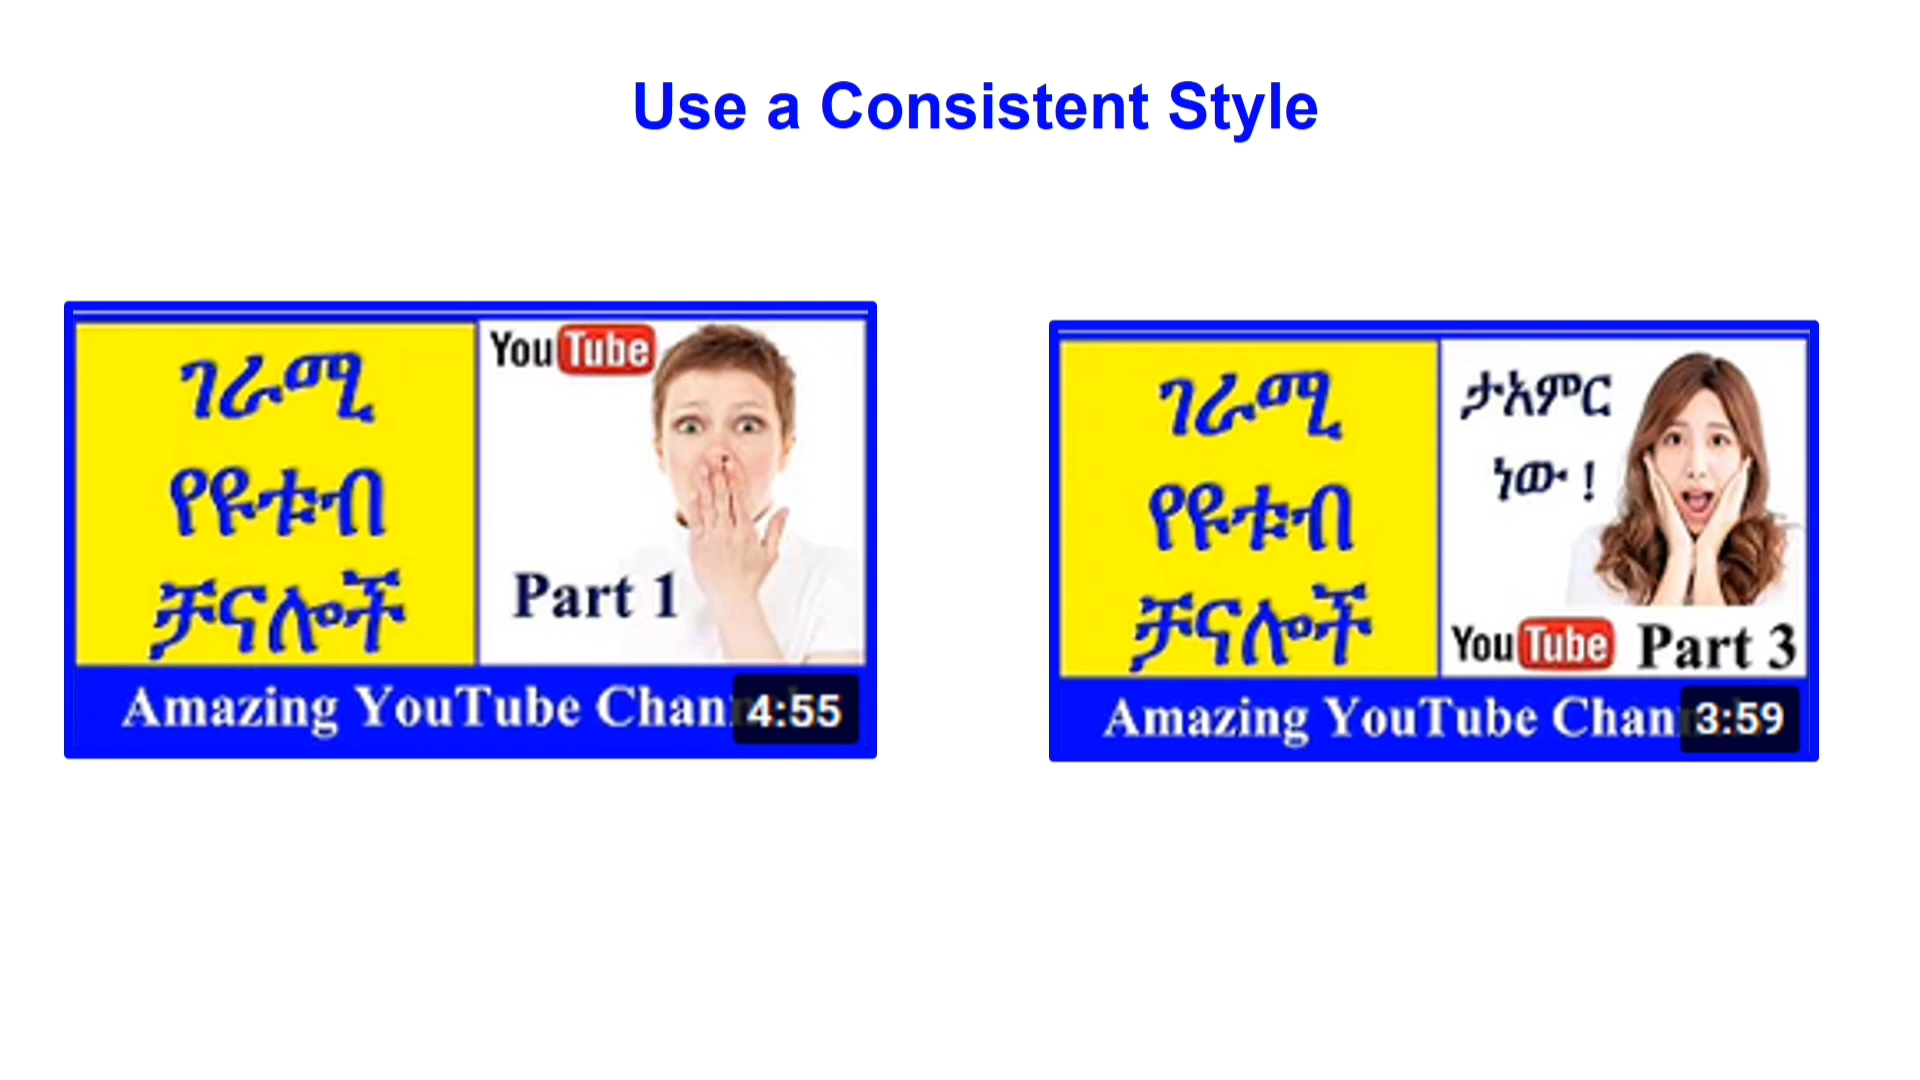 Use a Consistent Style
ገራሚ
የዩቱብ
ቻናሎች
YouTube
Part 1
Amazing YouTube Chan
4:55
ገራሚ
የዩቱብ
ቻናሎች
ታአምር
ነው !
YouTube Part 3
Amazing YouTube Chan
3:59